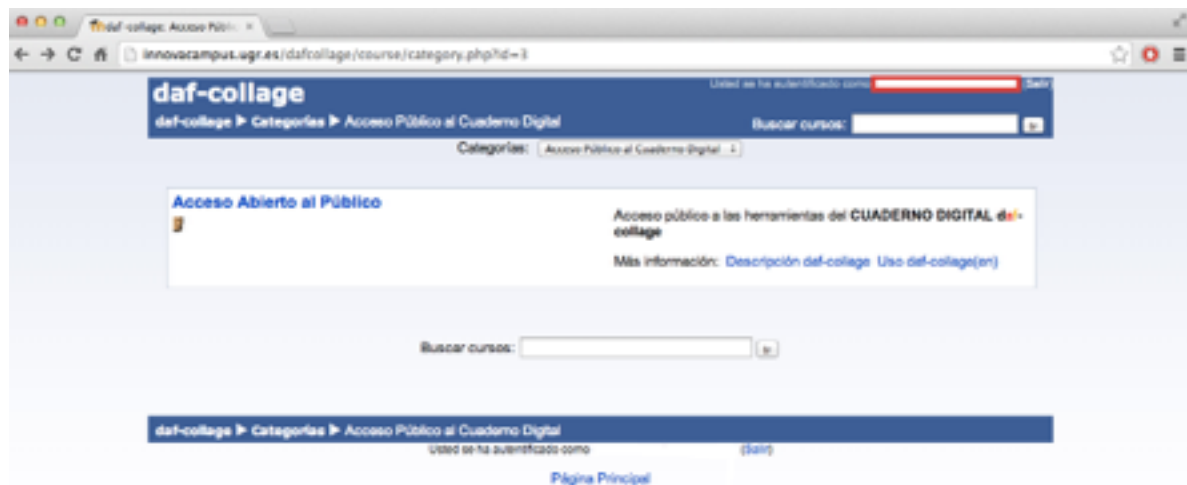 daf-collage: Acceso Públic
innovacampus.ugr.es/dafcollage/course/category.php?id=3
daf-collage
Usted se ha autentificado como (Salir)
daf-collage ► Categorías ► Acceso Público al Cuaderno Digital
Buscar cursos: Ir
Categorías: Acceso Público al Cuaderno Digital
Acceso Abierto al Público
Acceso público a las herramientas del CUADERNO DIGITAL daf-
collage
Más información: Descripción daf-collage Uso daf-collage(en)
Buscar cursos: Ir
daf-collage ► Categorías ► Acceso Público al Cuaderno Digital
Usted se ha autentificado como (Salir)
Página Principal